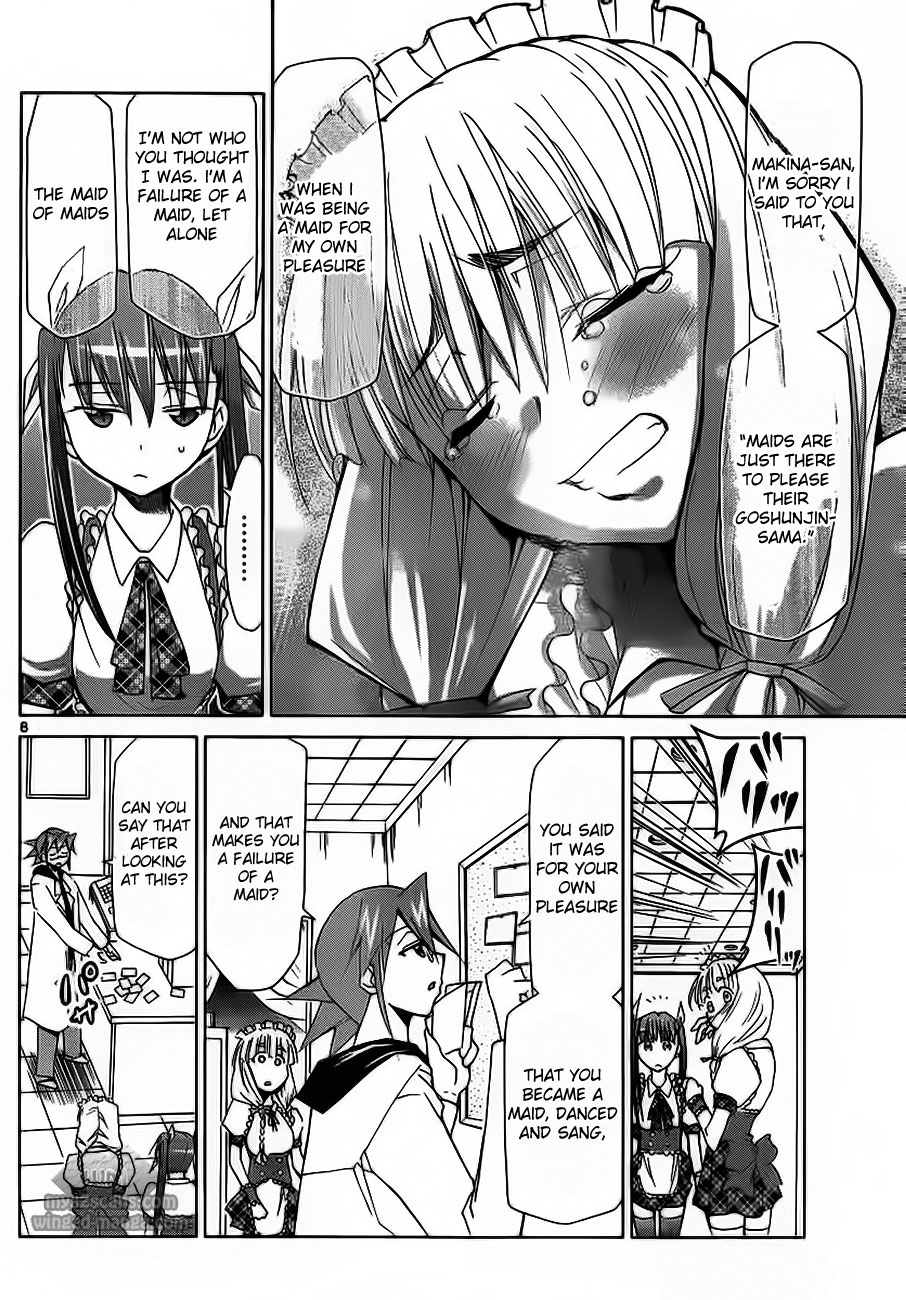 MAKINA-SAN,
I'M SORRY I
SAID TO YOU
THAT,
"MAIDS ARE
JUST THERE
TO PLEASE
THEIR
GOSHUNJIN-
SAMA."
WHEN I
WAS BEING
A MAID FOR
MY OWN
PLEASURE
I'M NOT WHO
YOU THOUGHT
I WAS. I'M A
FAILURE OF A
MAID, LET
ALONE
THE MAID
OF MAIDS
.........
8
YOU SAID
IT WAS
FOR YOUR
OWN
PLEASURE
THAT YOU
BECAME A
MAID, DANCED
AND SANG,
AND THAT
MAKES YOU
A FAILURE
OF A
MAID?
CAN YOU
SAY THAT
AFTER
LOOKING
AT THIS?
パサ